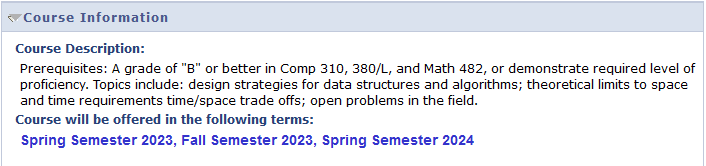 Course Information
Course Description:
Prerequisites: A grade of "B" or better in Comp 310, 380/L, and Math 482, or demonstrate required level of
proficiency. Topics include: design strategies for data structures and algorithms; theoretical limits to space
and time requirements time/space trade offs; open problems in the field.
Course will be offered in the following terms:
Spring Semester 2023, Fall Semester 2023, Spring Semester 2024